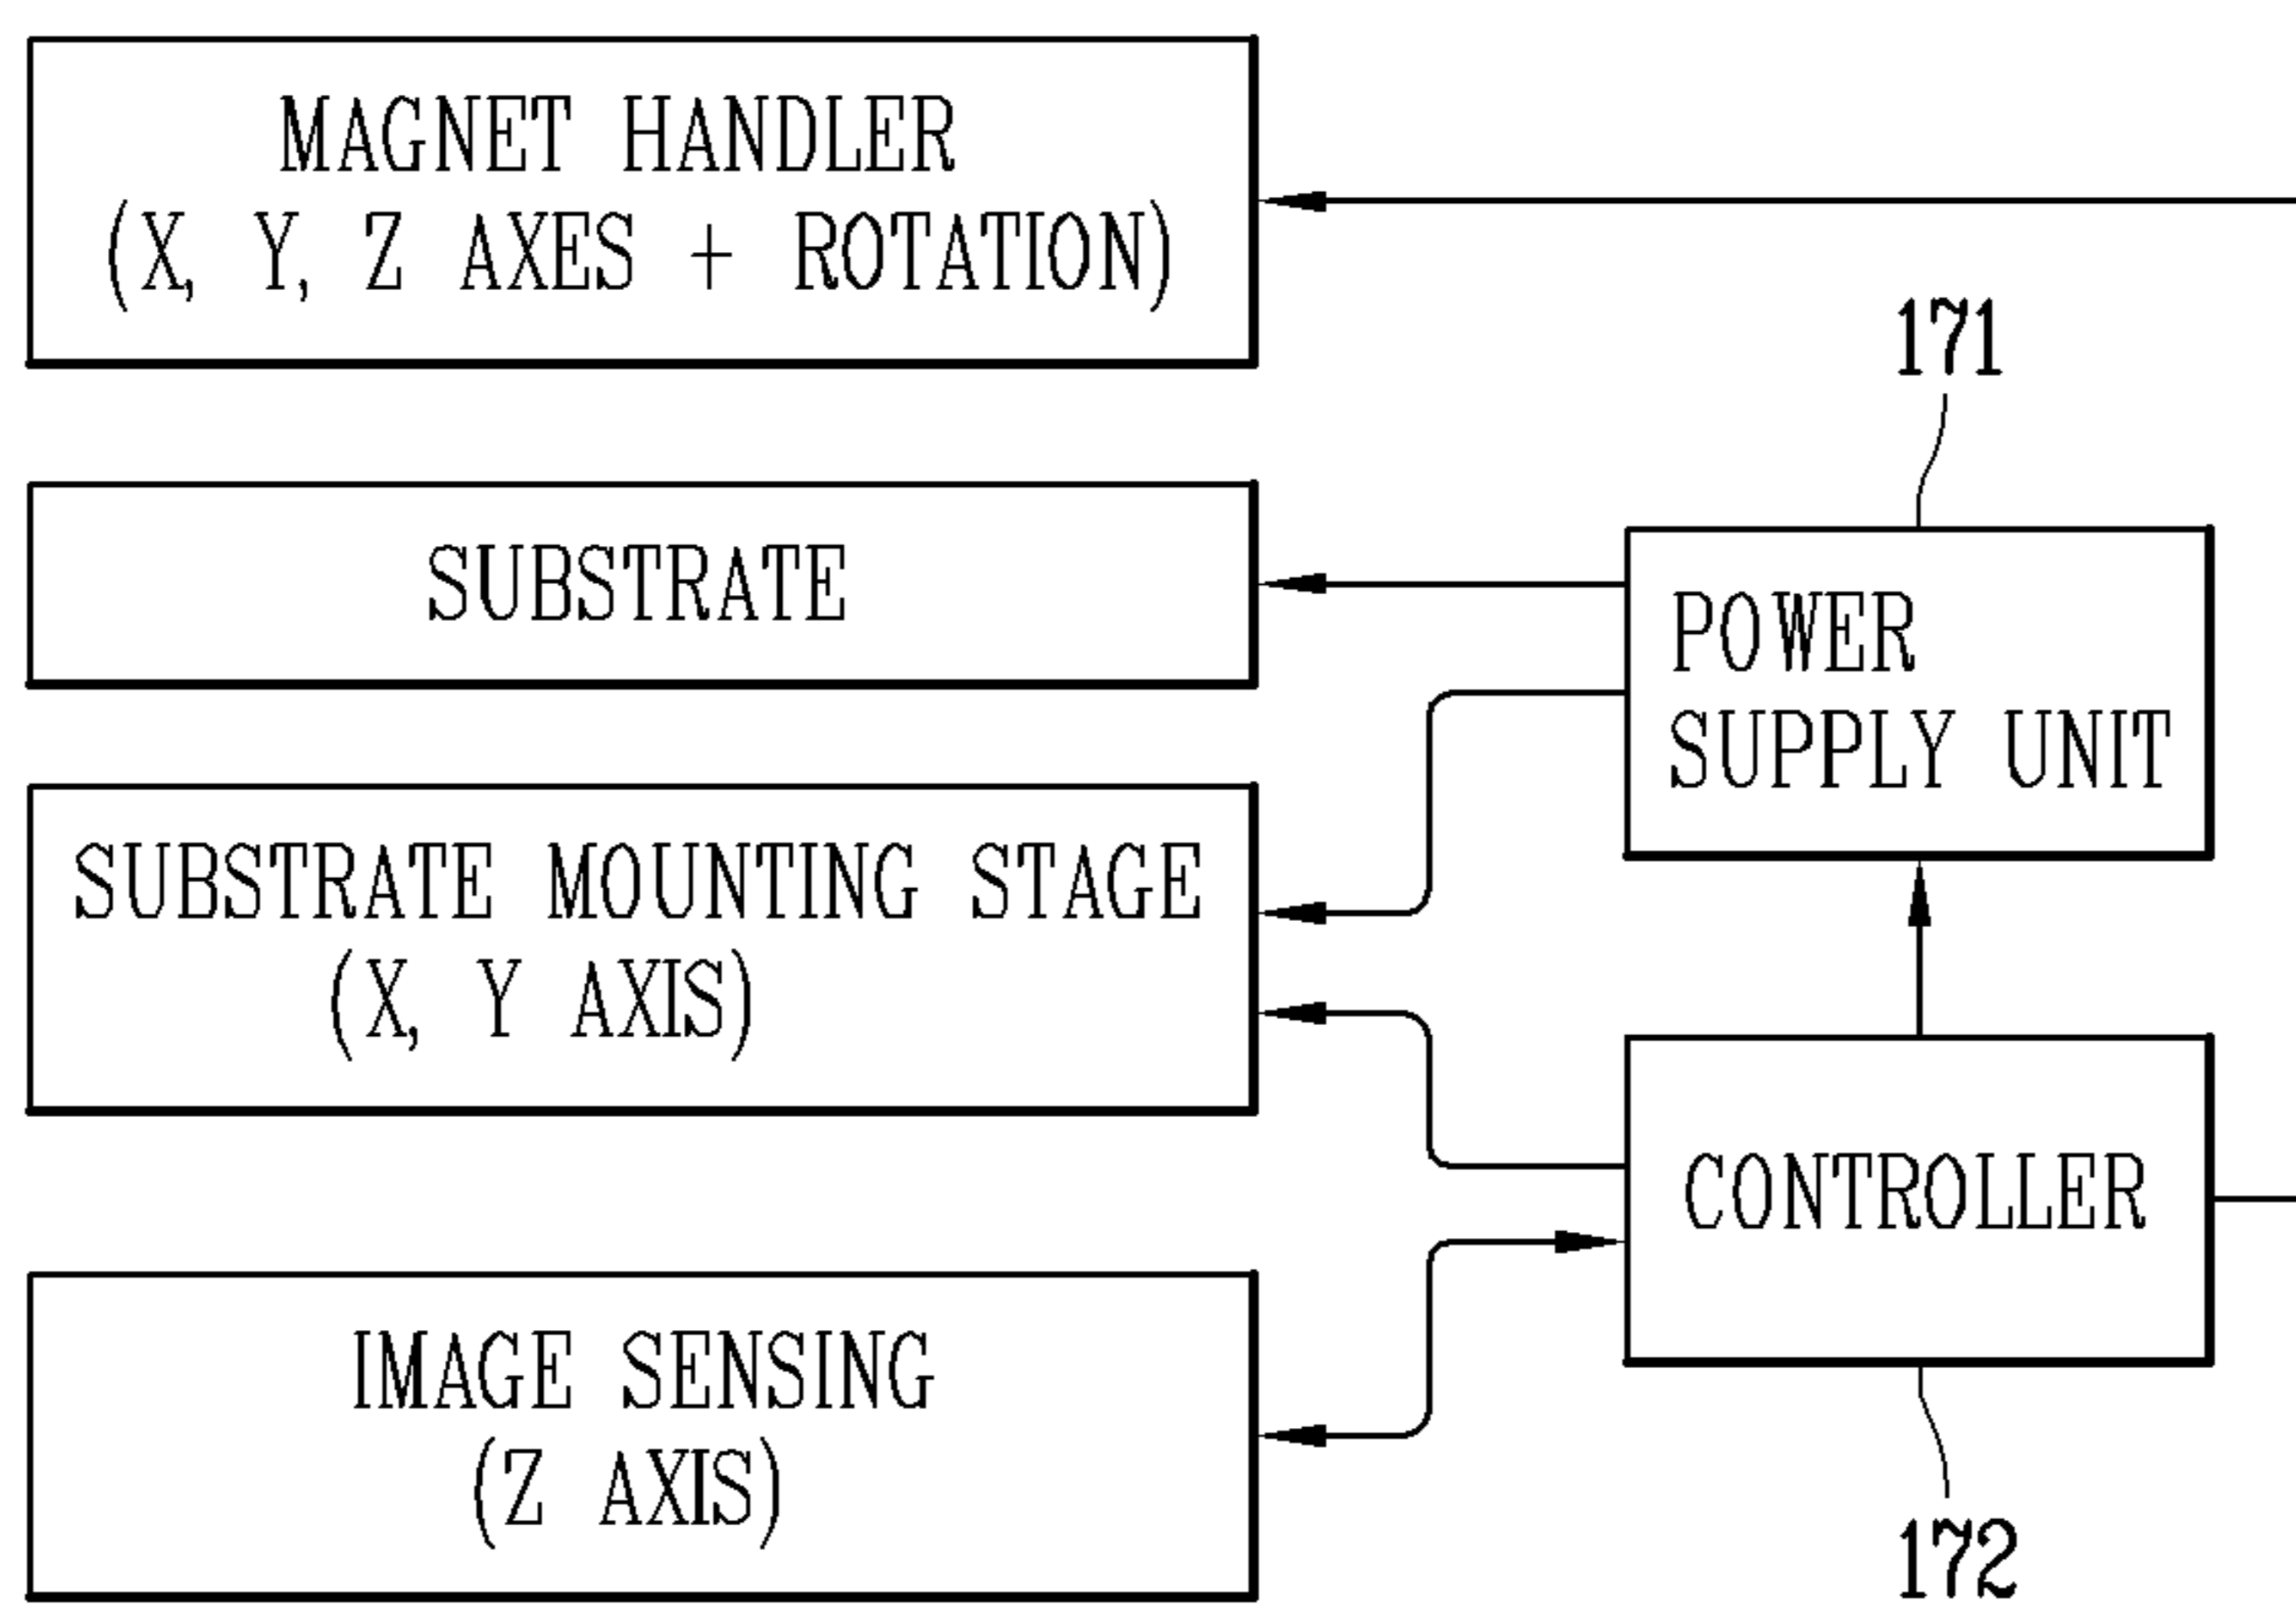 MAGNET HANDLER
(X, Y, Z AXES + ROTATION)
171
SUBSTRATE
POWER
SUPPLY UNIT
SUBSTRATE MOUNTING STAGE
(X, Y AXIS)
CONTROLLER
IMAGE SENSING
(Z AXIS)
172